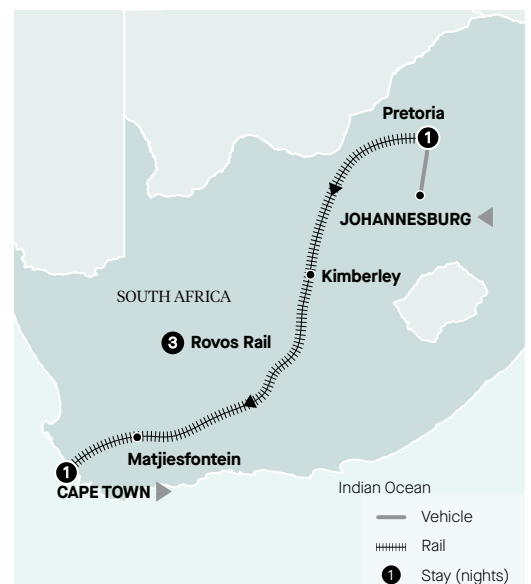 Pretoria
1
JOHANNESBURG
Kimberley
SOUTH AFRICA
3 Rovos Rail
Matjiesfontein
1
CAPE TOWN
Indian Ocean
Vehicle
Rail
1 Stay (nights)